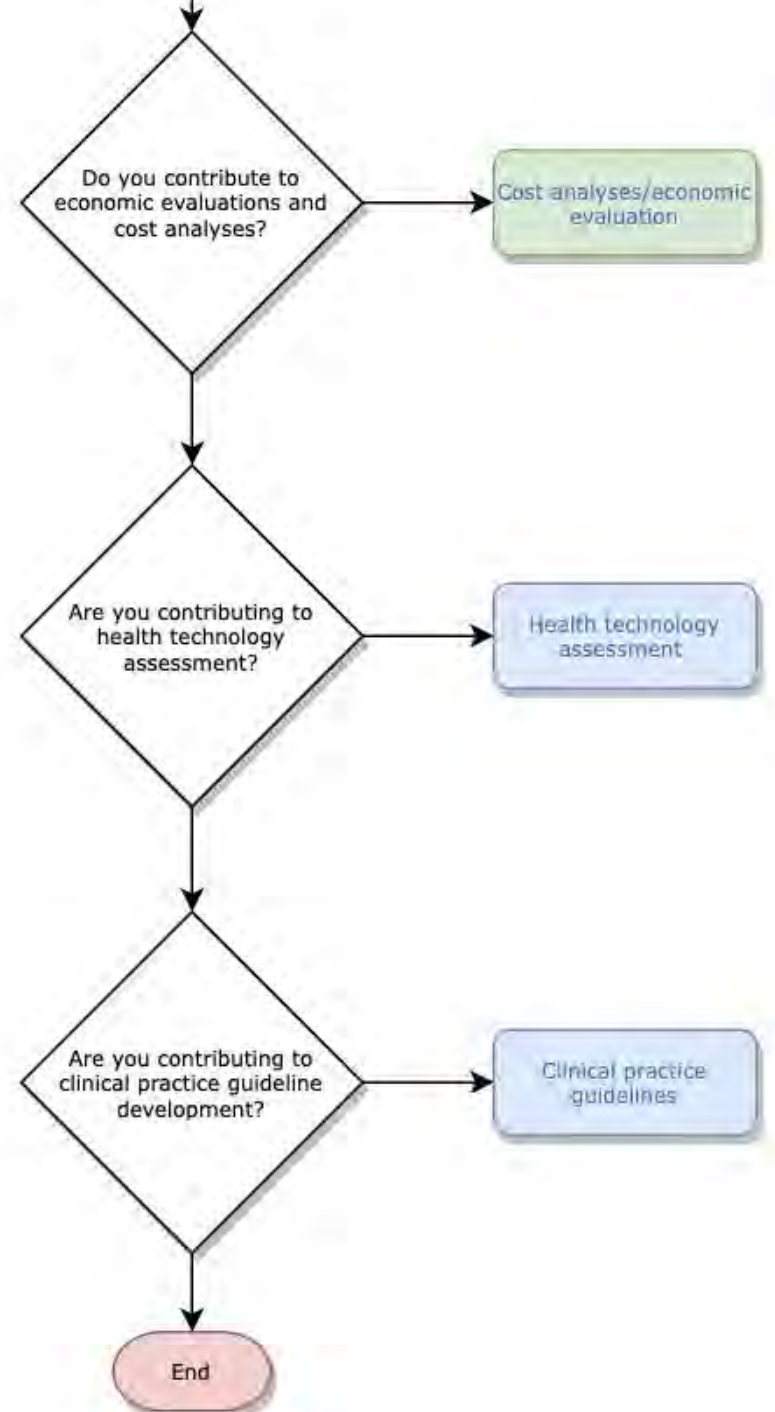 Do you contribute to
economic evaluations and
cost analyses?
Cost analyses/economic
evaluation
Are you contributing to
health technology
assessment?
Health technology
assessment
Are you contributing to
clinical practice guideline
development?
Clinical practice
guidelines
End